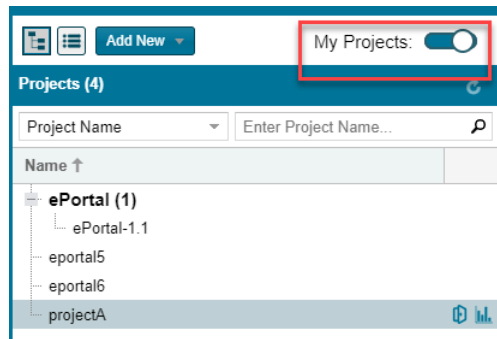 Add New
My Projects:
Projects (4)
Project Name
Enter Project Name...
Name
ePortal (1)
ePortal-1.1
eportal5
eportal6
projectA